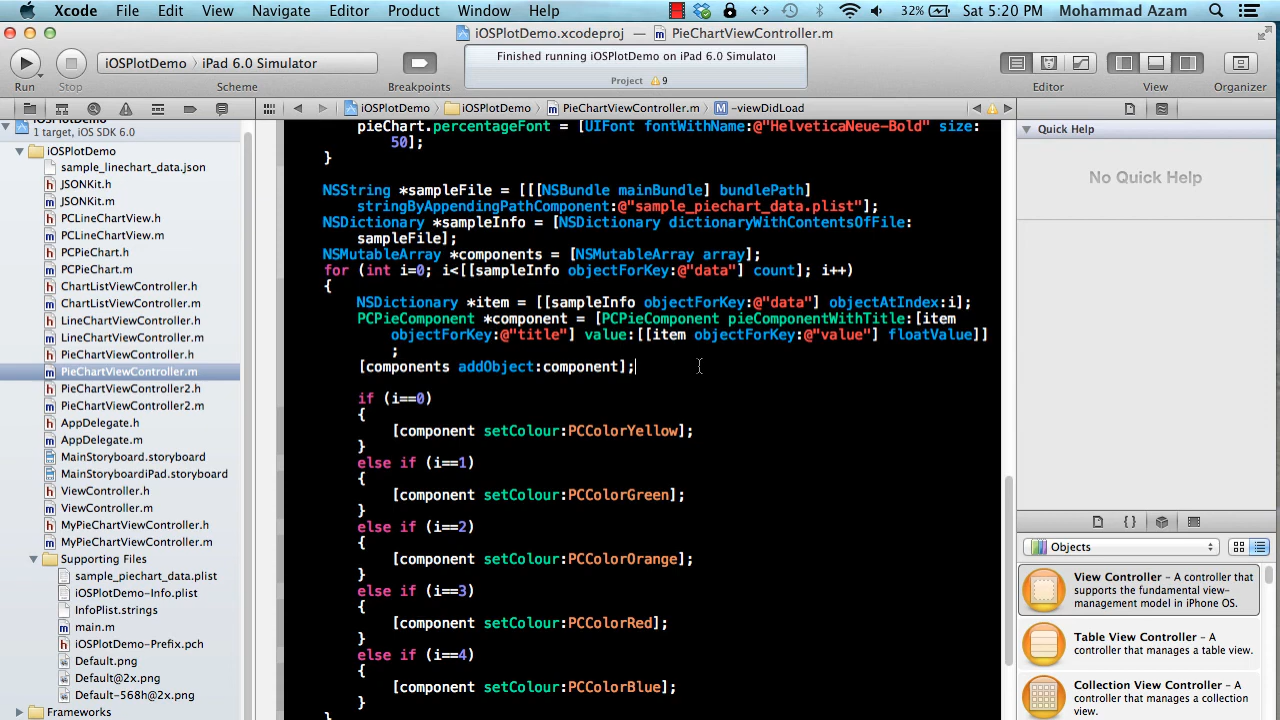 Xcode File Edit View Navigate Editor Product Window Help 32% Sat 5:20 PM Mohammad Azam
iOSPlotDemo.xcodeproj — PieChartViewController.m
iOSPlotDemo > iPad 6.0 Simulator
Finished running iOSPlotDemo on iPad 6.0 Simulator
Project 9
Run Stop Scheme Breakpoints Editor View Organizer
iOSPlotDemo iOSPlotDemo PieChartViewController.m -viewDidLoad
iOSPlotDemo
1 target, iOS SDK 6.0
iOSPlotDemo
sample_linechart_data.json
JSONKit.h
JSONKit.m
PCLineChartView.h
PCLineChartView.m
PCPieChart.h
PCPieChart.m
ChartListViewController.h
ChartListViewController.m
LineChartViewController.h
LineChartViewController.m
PieChartViewController.h
PieChartViewController.m
PieChartViewController2.h
PieChartViewController2.m
AppDelegate.h
AppDelegate.m
MainStoryboard.storyboard
MainStoryboardiPad.storyboard
ViewController.h
ViewController.m
MyPieChartViewController.h
MyPieChartViewController.m
Supporting Files
sample_piechart_data.plist
iOSPlotDemo-Info.plist
InfoPlist.strings
main.m
iOSPlotDemo-Prefix.pch
Default.png
Default@2x.png
Default-568h@2x.png
Frameworks
pieChart.percentageFont = [UIFont fontWithName:@"HelveticaNeue-Bold" size:
50];
}
NSString *sampleFile = [[[NSBundle mainBundle] bundlePath]
stringByAppendingPathComponent:@"sample_piechart_data.plist"];
NSDictionary *sampleInfo = [NSDictionary dictionaryWithContentsOfFile:
sampleFile];
NSMutableArray *components = [NSMutableArray array];
for (int i=0; i<[[sampleInfo objectForKey:@"data"] count]; i++)
{
NSDictionary *item = [[sampleInfo objectForKey:@"data"] objectAtIndex:i];
PCPieComponent *component = [PCPieComponent pieComponentWithTitle:[item
objectForKey:@"title"] value:[[item objectForKey:@"value"] floatValue]]
;
[components addObject:component];
if (i==0)
{
[component setColour:PCColorYellow];
}
else if (i==1)
{
[component setColour:PCColorGreen];
}
else if (i==2)
{
[component setColour:PCColorOrange];
}
else if (i==3)
{
[component setColour:PCColorRed];
}
else if (i==4)
{
[component setColour:PCColorBlue];
}
}
Quick Help
No Quick Help
{ }
Objects
View Controller – A controller that
supports the fundamental view-
management model in iPhone OS.
Table View Controller – A
controller that manages a table view.
Collection View Controller – A
controller that manages a collection
view.